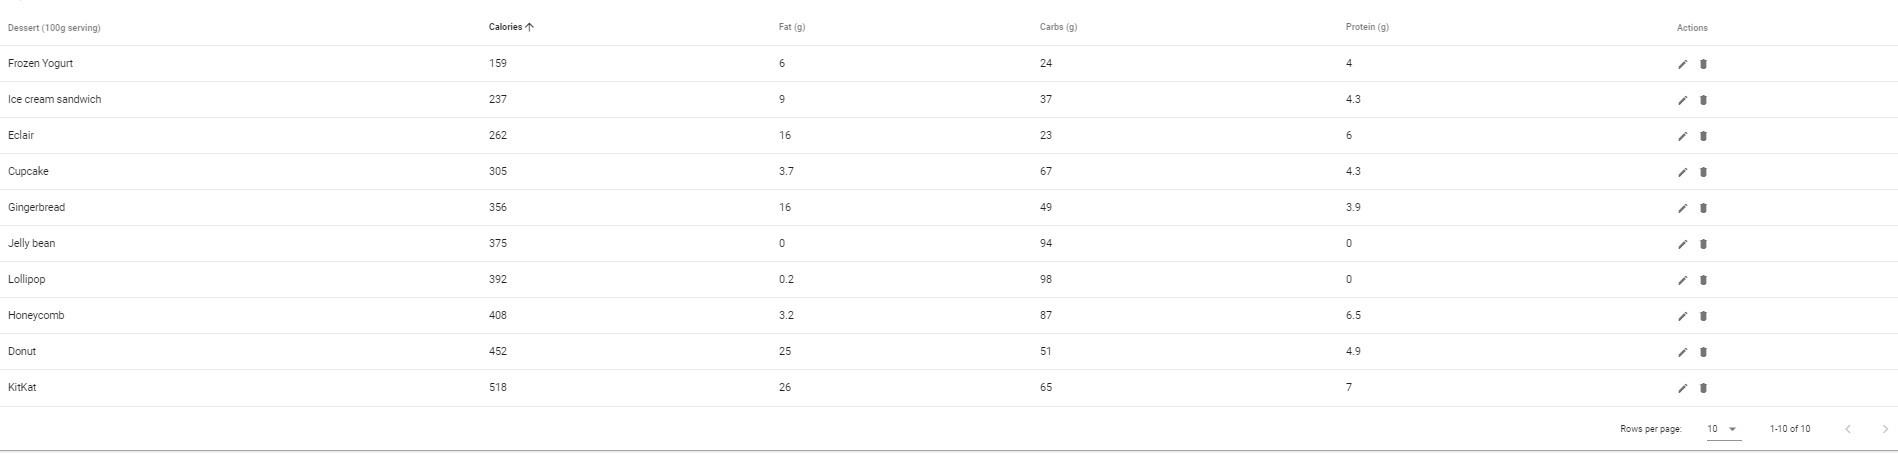 Dessert (100g serving) Calories Fat (g) Carbs (g) Protein (g) Actions
Frozen Yogurt 159 6 24 4
Ice cream sandwich 237 9 37 4.3
Eclair 262 16 23 6
Cupcake 305 3.7 67 4.3
Gingerbread 356 16 49 3.9
Jelly bean 375 0 94 0
Lollipop 392 0.2 98 0
Honeycomb 408 3.2 87 6.5
Donut 452 25 51 4.9
KitKat 518 26 65 7
Rows per page: 10 1-10 of 10